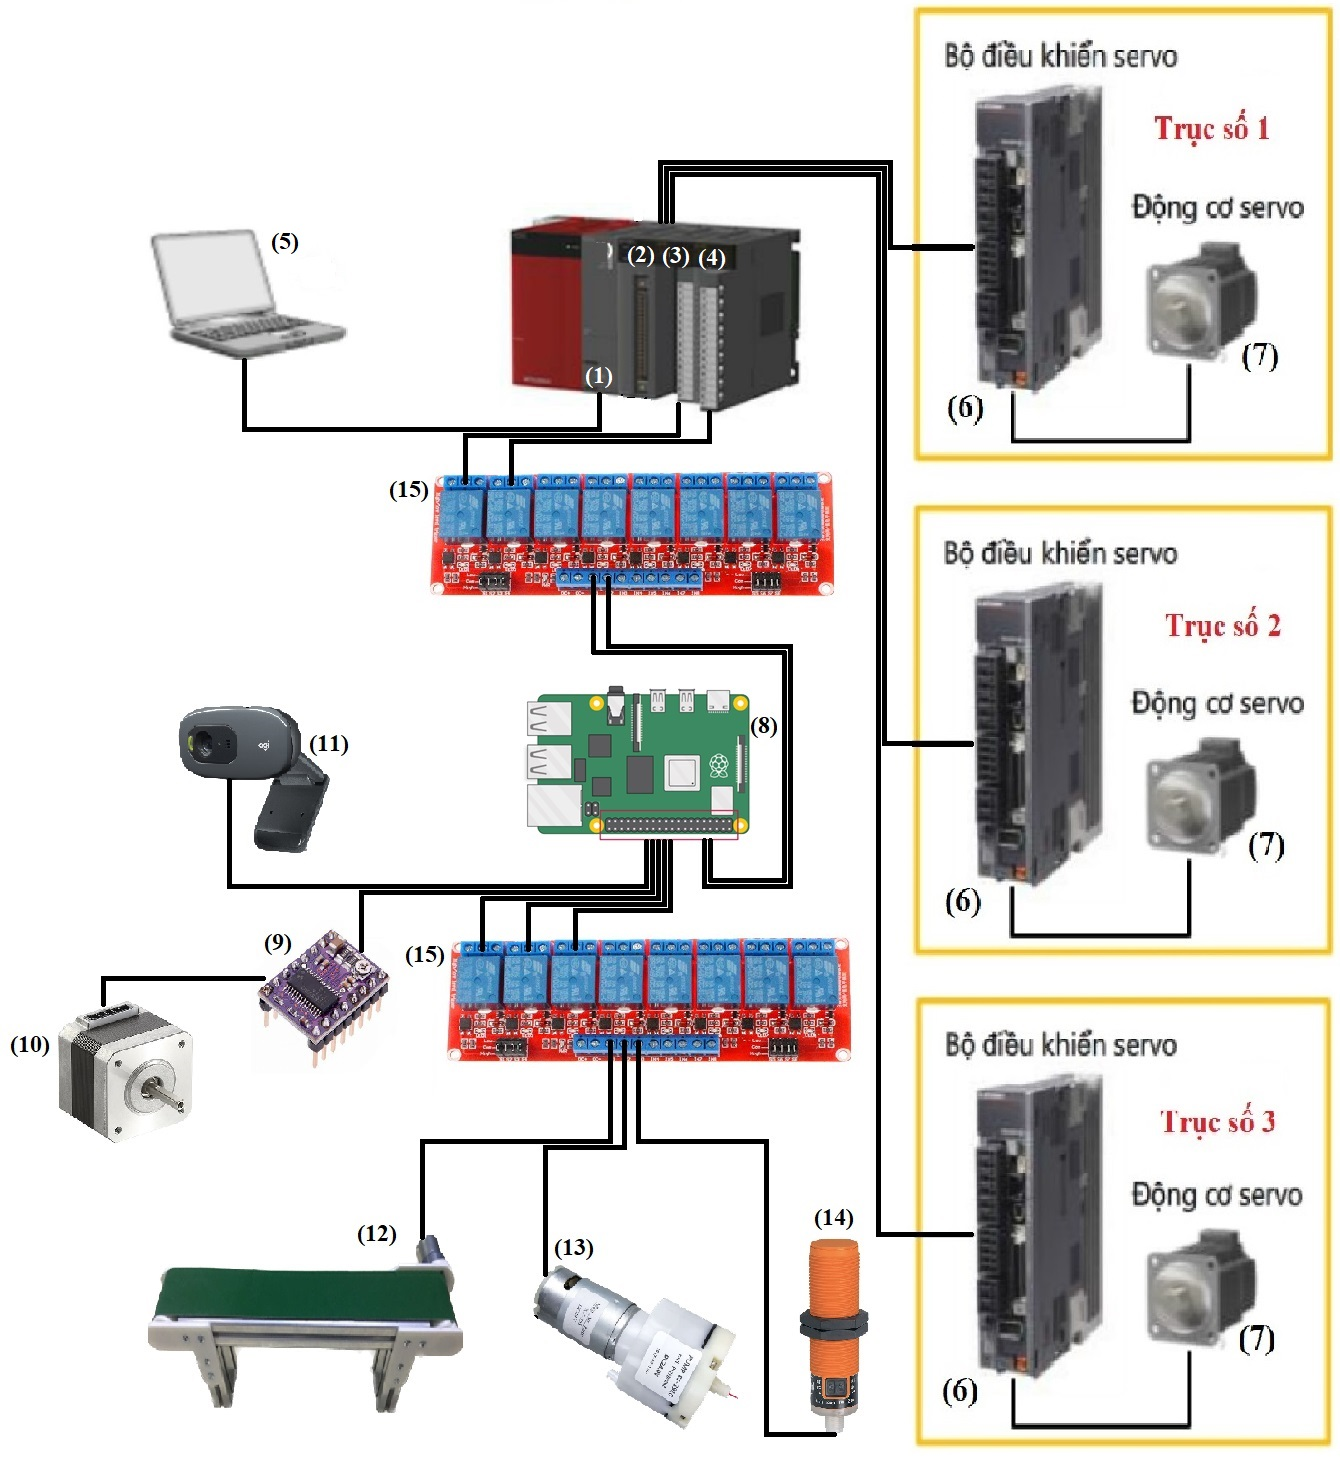 Bộ điều khiển servo
Trục số 1
Động cơ servo
(7)
(6)
(5)
(2) (3) (4)
(1)
(15)
Bộ điều khiển servo
Trục số 2
Động cơ servo
(7)
(6)
(8)
(11)
(9)
(10)
(15)
Bộ điều khiển servo
Trục số 3
Động cơ servo
(7)
(6)
(12)
(13)
(14)